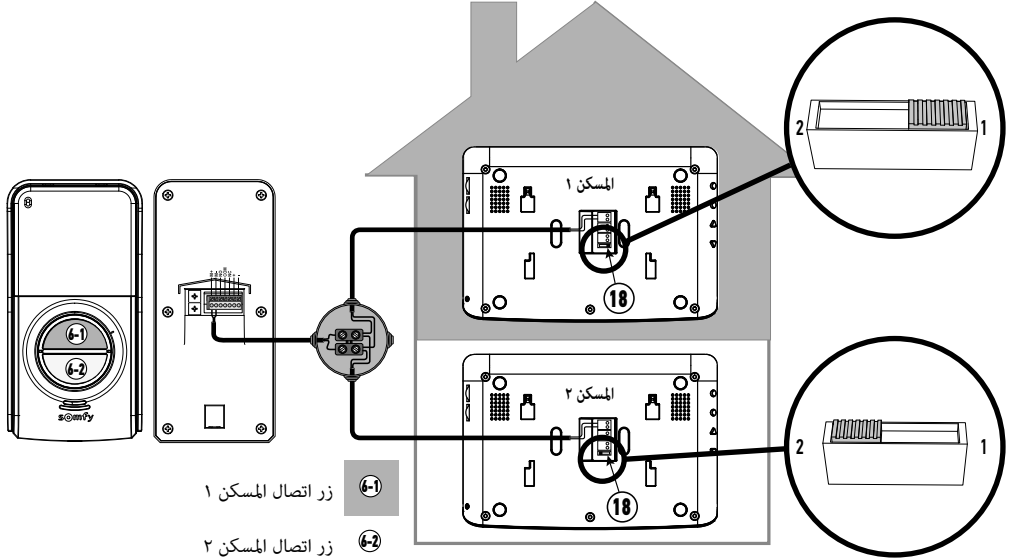 2
1
المسكن ١
18
6-1
6-2
somfy
المسكن ٢
18
2
1
6-1 زر اتصال المسكن ١
6-2 زر اتصال المسكن ٢